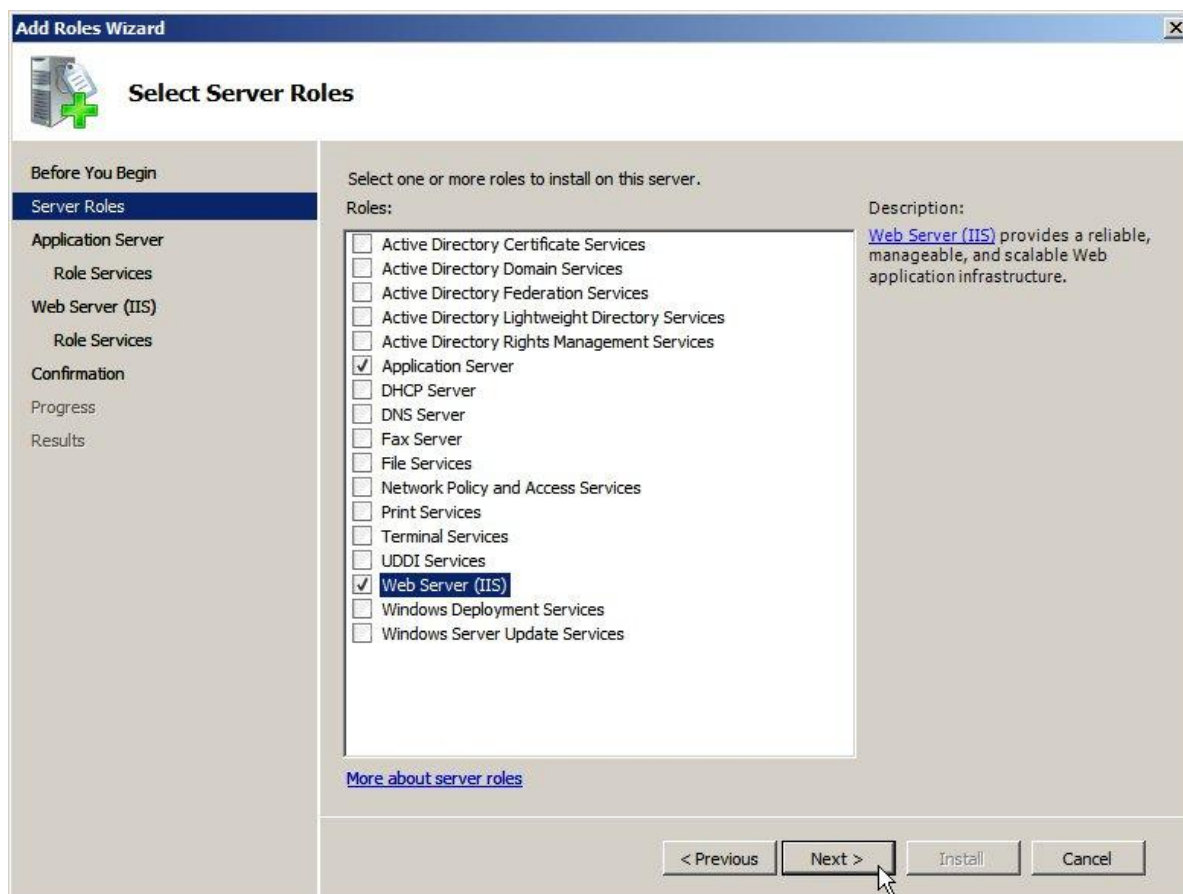 Add Roles Wizard
Select Server Roles
Before You Begin
Server Roles
Application Server
Role Services
Web Server (IIS)
Role Services
Confirmation
Progress
Results
Select one or more roles to install on this server.
Roles:
Active Directory Certificate Services
Active Directory Domain Services
Active Directory Federation Services
Active Directory Lightweight Directory Services
Active Directory Rights Management Services
Application Server
DHCP Server
DNS Server
Fax Server
File Services
Network Policy and Access Services
Print Services
Terminal Services
UDDI Services
Web Server (IIS)
Windows Deployment Services
Windows Server Update Services
More about server roles
Description:
Web Server (IIS) provides a reliable,
manageable, and scalable Web
application infrastructure.
< Previous
Next >
Install
Cancel